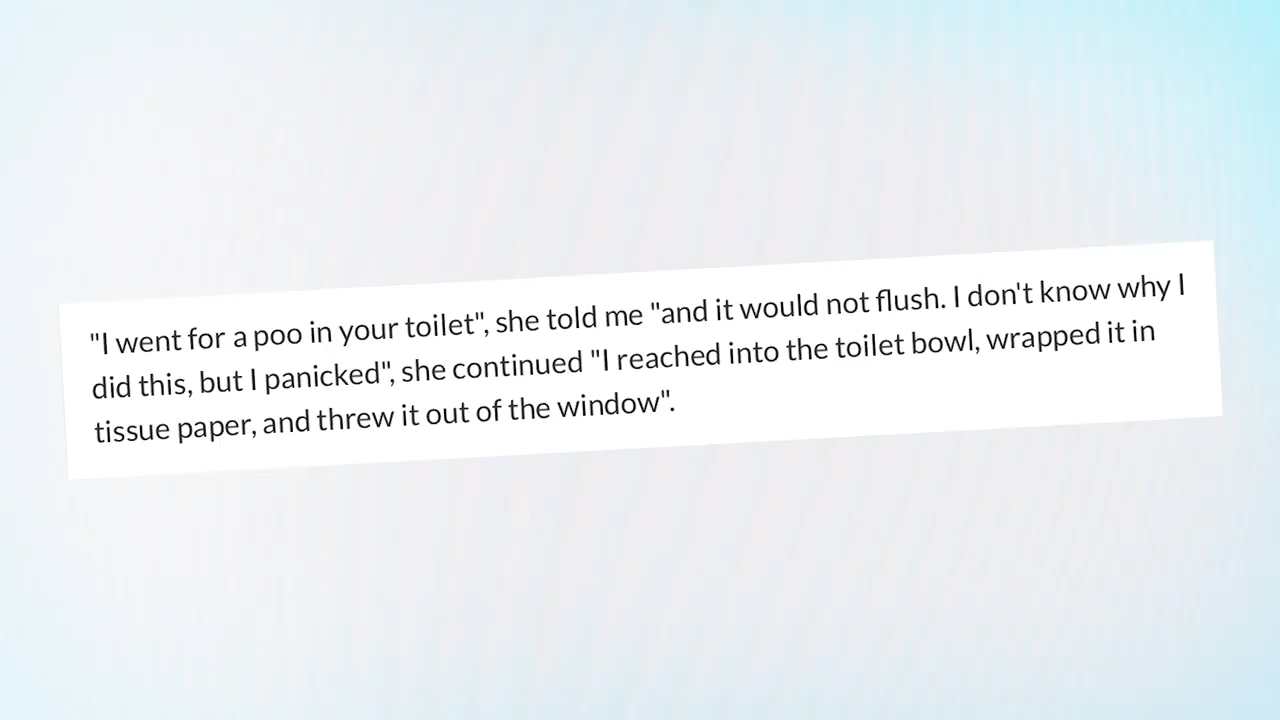 "I went for a poo in your toilet", she told me "and it would not flush. I don't know why I
did this, but I panicked", she continued "I reached into the toilet bowl, wrapped it in
tissue paper, and threw it out of the window".